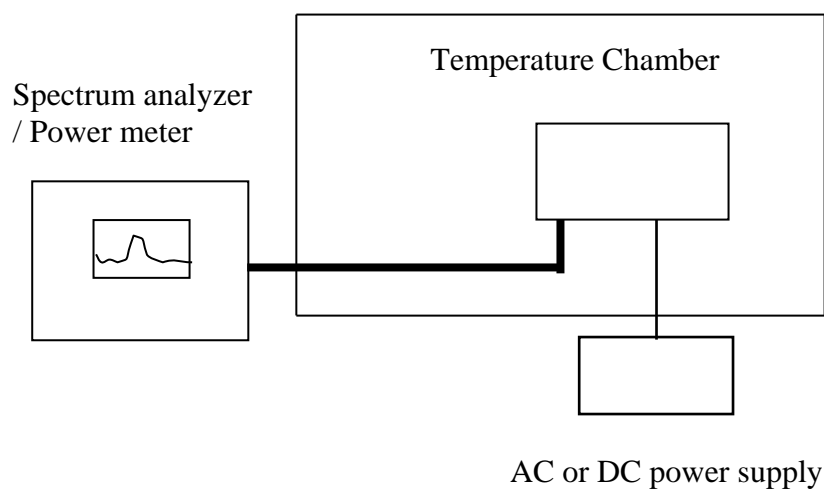 Temperature Chamber
Spectrum analyzer
/ Power meter
AC or DC power supply